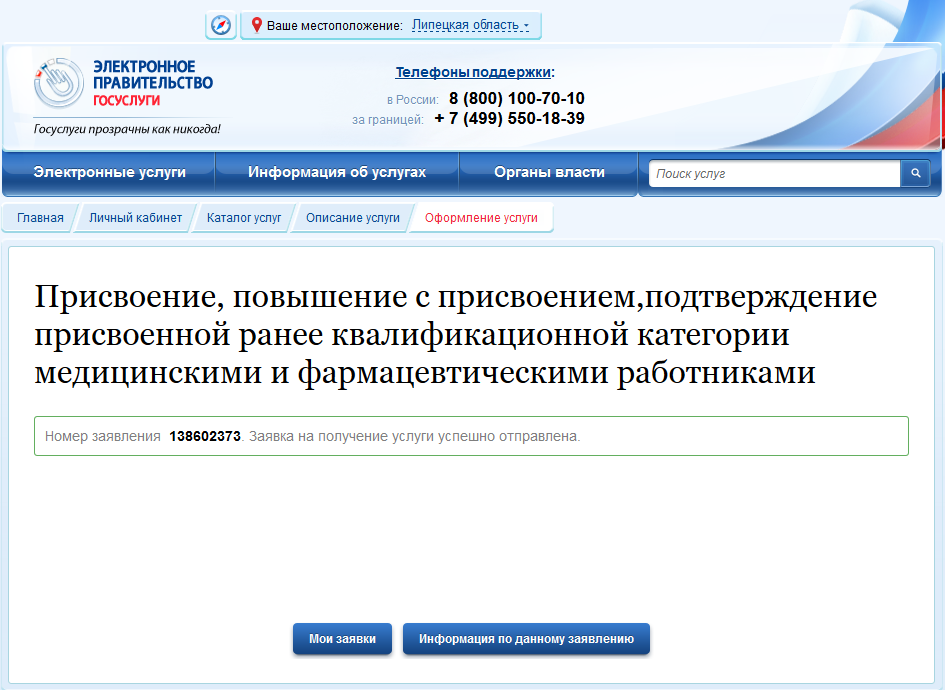 Ваше местоположение: Липецкая область
ЭЛЕКТРОННОЕ
ПРАВИТЕЛЬСТВО
ГОСУСЛУГИ
Госуслуги прозрачны как никогда!
Телефоны поддержки:
в России: 8 (800) 100-70-10
за границей: + 7 (499) 550-18-39
Электронные услуги Информация об услугах Органы власти Поиск услуг
Главная Личный кабинет Каталог услуг Описание услуги Оформление услуги
Присвоение, повышение с присвоением,подтверждение
присвоенной ранее квалификационной категории
медицинскими и фармацевтическими работниками
Номер заявления 138602373. Заявка на получение услуги успешно отправлена.
Мои заявки Информация по данному заявлению